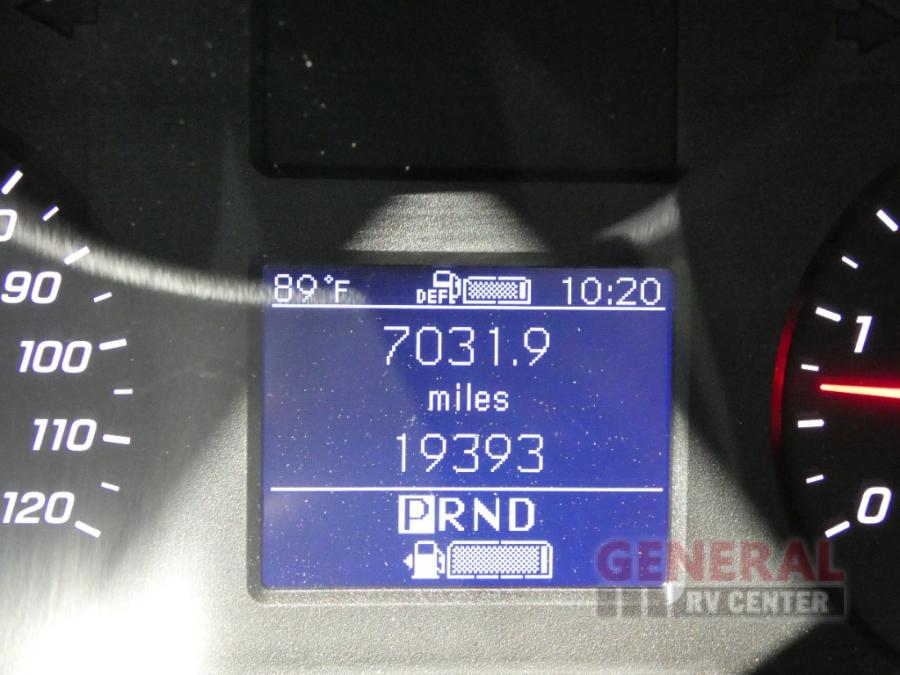 89°F DEF 10:20
7031.9
miles
19393
PRND
90
100
110
120
1
0
GENERAL
RV CENTER